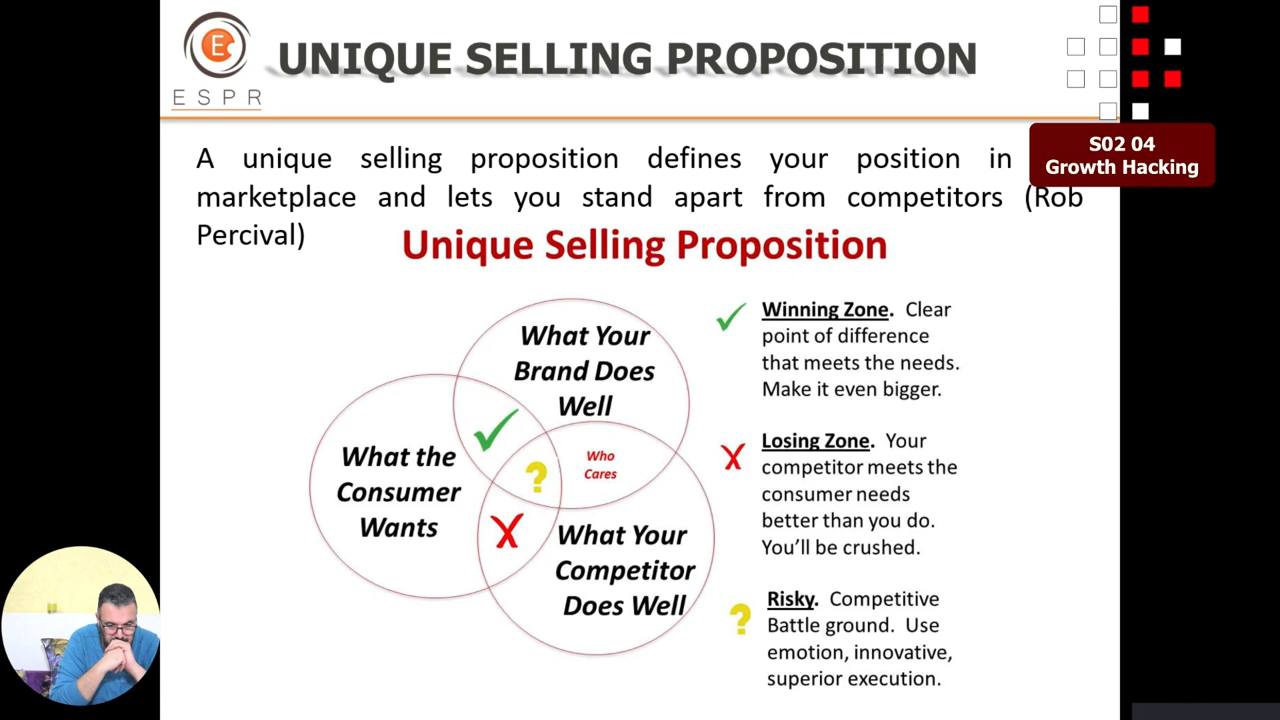 E
ESPR
UNIQUE SELLING PROPOSITION
S02 04
Growth Hacking
A unique selling proposition defines your position in
marketplace and lets you stand apart from competitors (Rob
Percival)
Unique Selling Proposition
What Your
Brand Does
Well
What the
Consumer
Wants
?
Who
Cares
X
What Your
Competitor
Does Well
Winning Zone. Clear
point of difference
that meets the needs.
Make it even bigger.
X
Losing Zone. Your
competitor meets the
consumer needs
better than you do.
You’ll be crushed.
?
Risky. Competitive
Battle ground. Use
emotion, innovative,
superior execution.